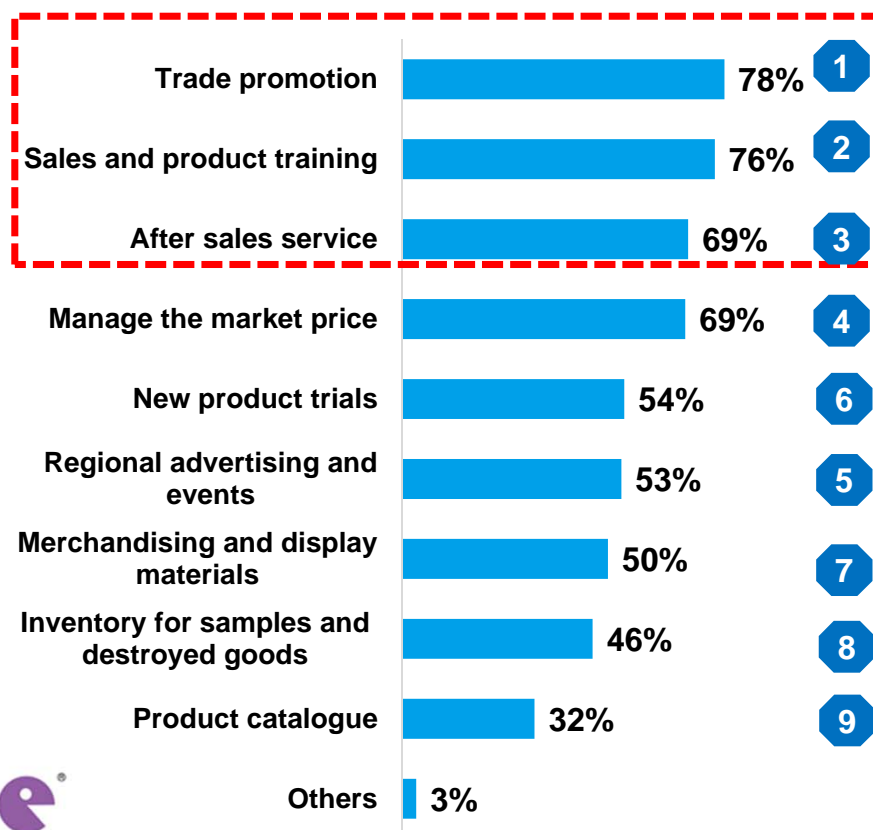 Trade promotion 78% 1
Sales and product training 76% 2
After sales service 69% 3
Manage the market price 69% 4
New product trials 54% 6
Regional advertising and
events 53% 5
Merchandising and display
materials 50% 7
Inventory for samples and
destroyed goods 46% 8
Product catalogue 32% 9
®
Others 3%